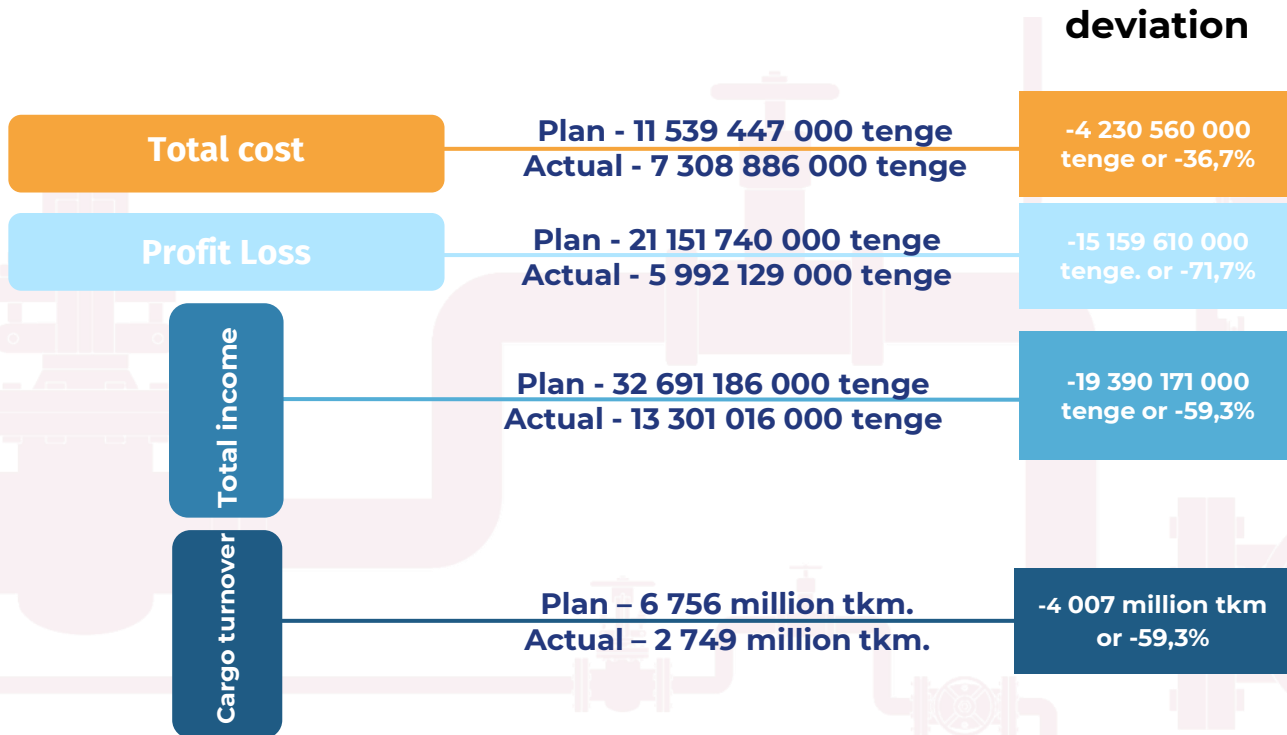 deviation
Total cost
Plan - 11 539 447 000 tenge
Actual - 7 308 886 000 tenge
-4 230 560 000
tenge or -36,7%
Profit Loss
Plan - 21 151 740 000 tenge
Actual - 5 992 129 000 tenge
-15 159 610 000
tenge. or -71,7%
Total income
Plan - 32 691 186 000 tenge
Actual - 13 301 016 000 tenge
-19 390 171 000
tenge or -59,3%
Cargo turnover
Plan – 6 756 million tkm.
Actual – 2 749 million tkm.
-4 007 million tkm
or -59,3%